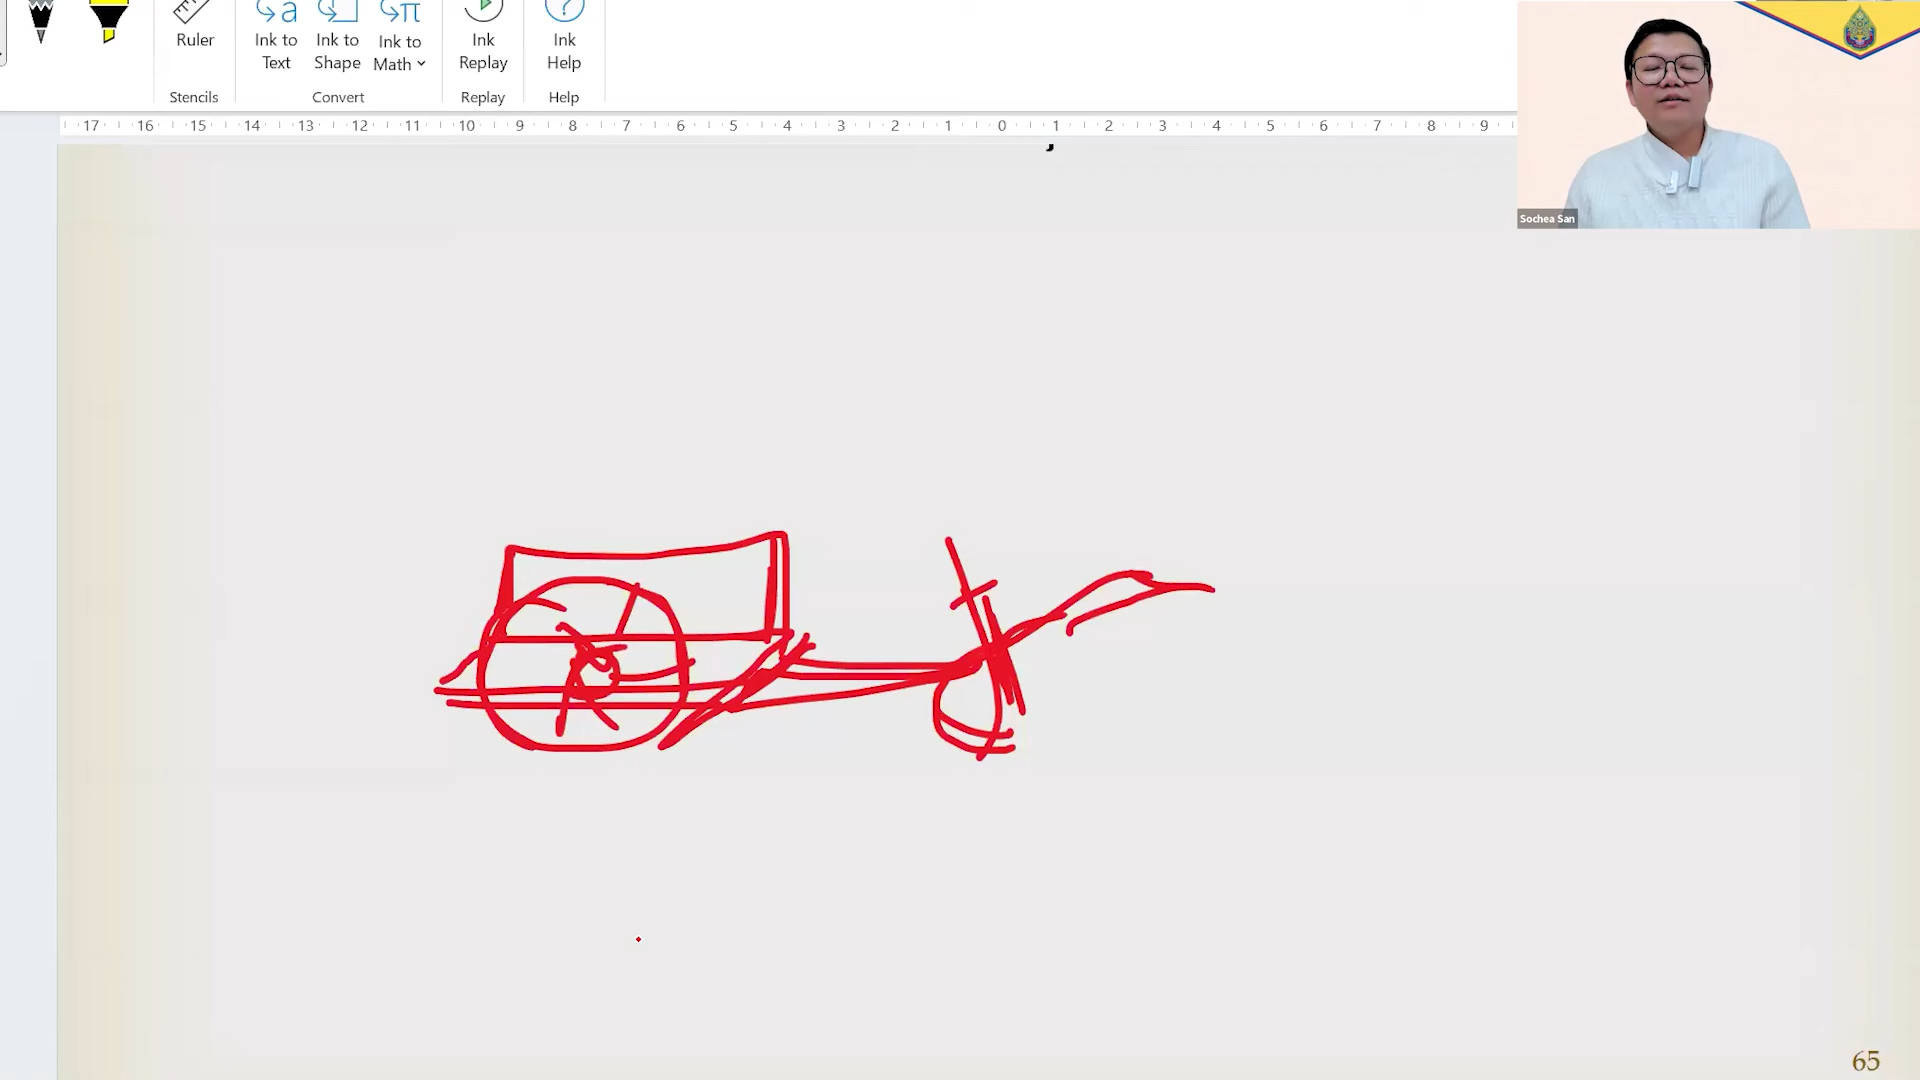 Ruler
Ink to Text
Ink to Shape
Ink to Math
Ink Replay
Ink Help
Stencils
Convert
Replay
Help
17 16 15 14 13 12 11 10 9 8 7 6 5 4 3 2 1 0 1 2 3 4 5 6 7 8 9
Sochea San
65